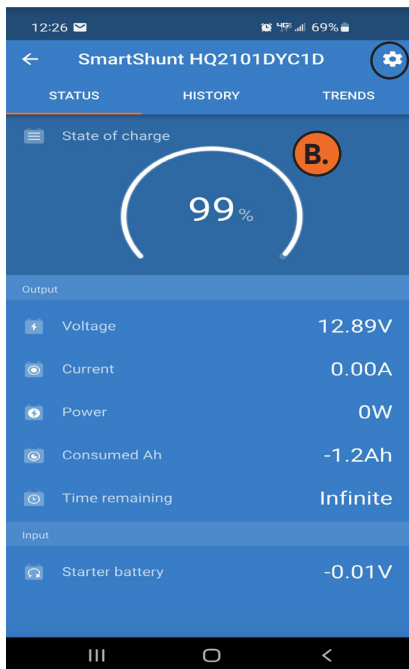 12:26 4G 69%
SmartShunt HQ2101DYC1D
STATUS HISTORY TRENDS
State of charge
B.
99%
Output
Voltage 12.89V
Current 0.00A
Power 0W
Consumed Ah -1.2Ah
Time remaining Infinite
Input
Starter battery -0.01V